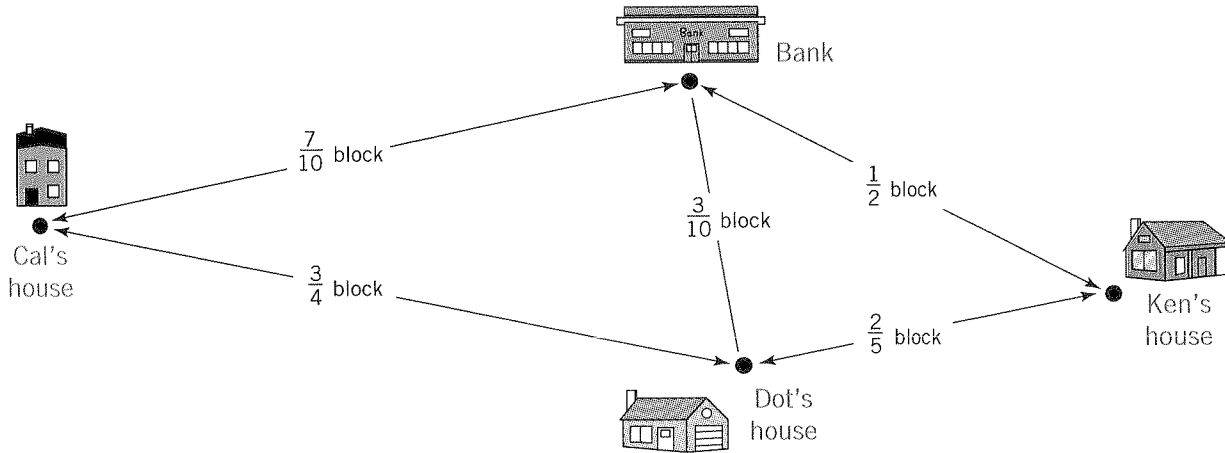 Bank
Bank
7/10 block
1/2 block
3/10 block
Cal's
house
3/4 block
Ken's
house
2/5 block
Dot's
house